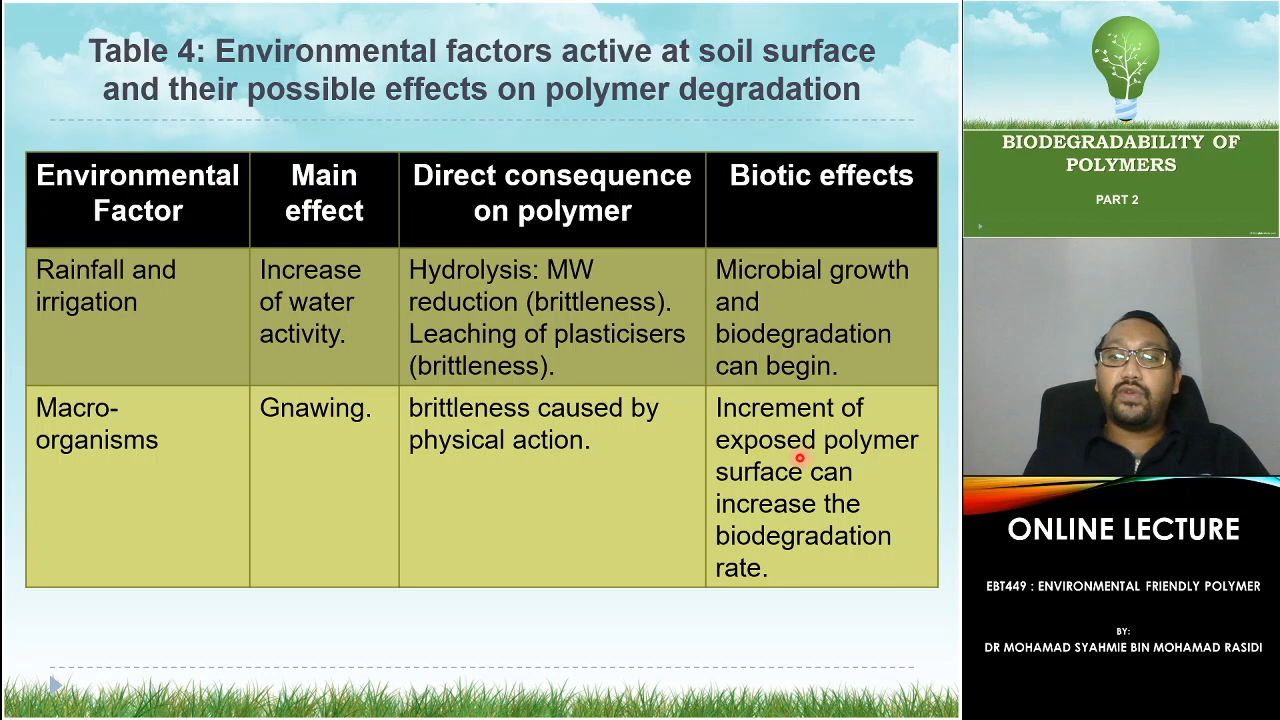 Table 4: Environmental factors active at soil surface
and their possible effects on polymer degradation
Environmental
Factor
Main
effect
Direct consequence
on polymer
Biotic effects
Rainfall and
irrigation
Increase
of water
activity.
Hydrolysis: MW
reduction (brittleness).
Leaching of plasticisers
(brittleness).
Microbial growth
and
biodegradation
can begin.
Macro-
organisms
Gnawing.
brittleness caused by
physical action.
Increment of
exposed polymer
surface can
increase the
biodegradation
rate.
BIODEGRADABILITY OF
POLYMERS
PART 2
ONLINE LECTURE
EBT449 : ENVIRONMENTAL FRIENDLY POLYMER
BY:
DR MOHAMAD SYAHMIE BIN MOHAMAD RASIDI